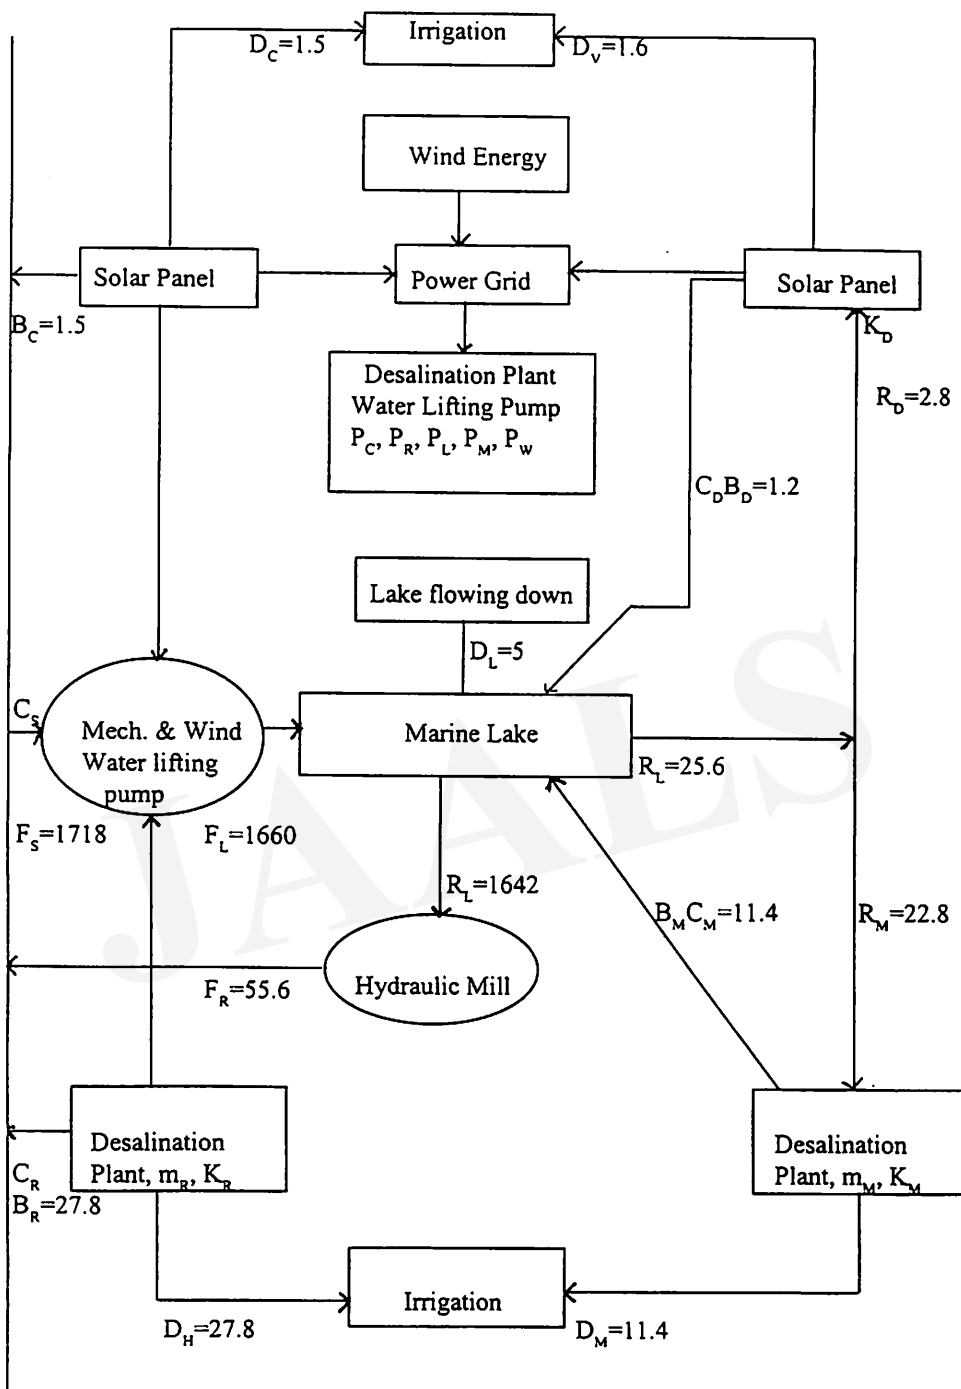 Irrigation
D_C=1.5
D_V=1.6
Wind Energy
Solar Panel
Power Grid
Solar Panel
B_C=1.5
K_D
Desalination Plant
Water Lifting Pump
P_C, P_R, P_L, P_M, P_W
R_D=2.8
C_DB_D=1.2
Lake flowing down
D_L=5
C_S
Mech. & Wind
Water lifting
pump
Marine Lake
R_L=25.6
F_S=1718
F_L=1660
R_L=1642
B_MC_M=11.4
R_M=22.8
JAALS
Hydraulic Mill
F_R=55.6
Desalination
Plant, m_R, K_R
Desalination
Plant, m_M, K_M
C_R
B_R=27.8
Irrigation
D_H=27.8
D_M=11.4